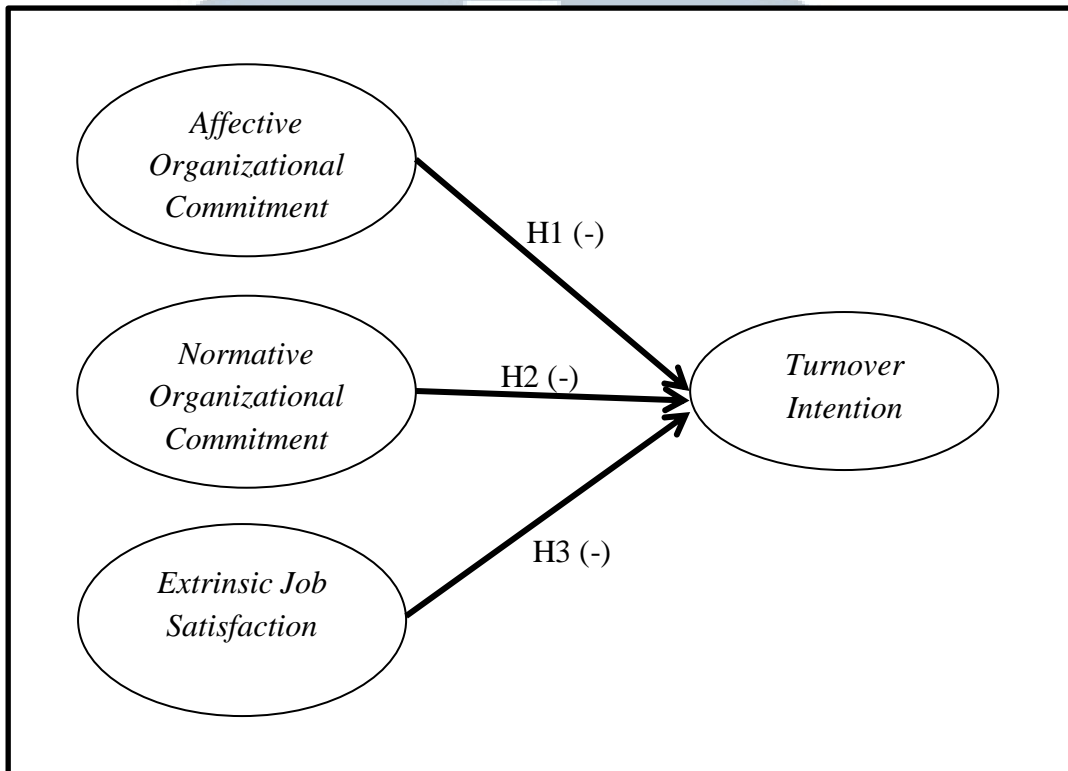 Affective
Organizational
Commitment
H1 (-)
Normative
Organizational
Commitment
H2 (-)
Turnover
Intention
Extrinsic Job
Satisfaction
H3 (-)